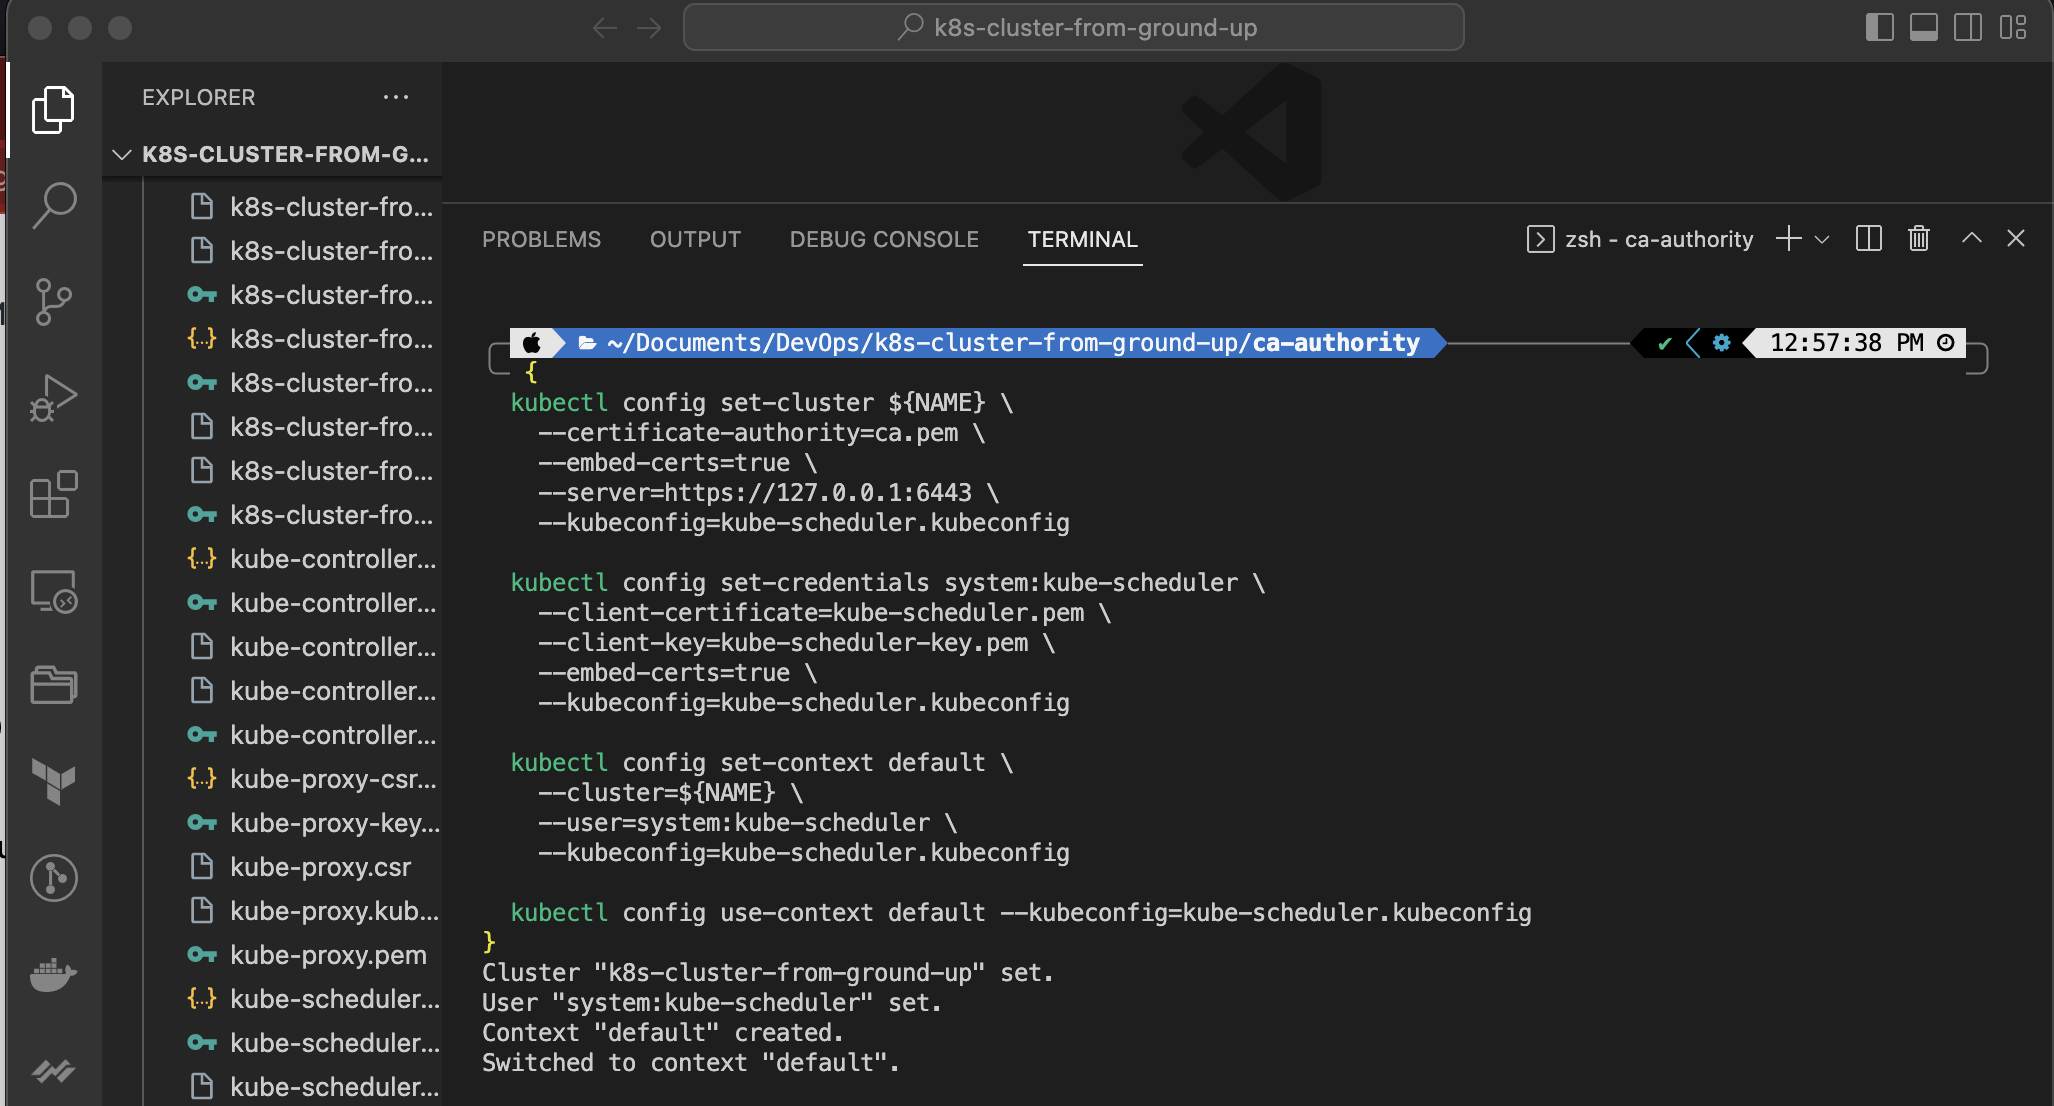 k8s-cluster-from-ground-up
EXPLORER
K8S-CLUSTER-FROM-G...
k8s-cluster-fro...
k8s-cluster-fro...
k8s-cluster-fro...
k8s-cluster-fro...
k8s-cluster-fro...
k8s-cluster-fro...
k8s-cluster-fro...
k8s-cluster-fro...
kube-controller...
kube-controller...
kube-controller...
kube-controller...
kube-controller...
kube-proxy-csr...
kube-proxy-key...
kube-proxy.csr
kube-proxy.kub...
kube-proxy.pem
kube-scheduler...
kube-scheduler...
kube-scheduler...
PROBLEMS OUTPUT DEBUG CONSOLE TERMINAL zsh - ca-authority
~/Documents/DevOps/k8s-cluster-from-ground-up/ca-authority 12:57:38 PM
{
kubectl config set-cluster ${NAME} \
--certificate-authority=ca.pem \
--embed-certs=true \
--server=https://127.0.0.1:6443 \
--kubeconfig=kube-scheduler.kubeconfig
kubectl config set-credentials system:kube-scheduler \
--client-certificate=kube-scheduler.pem \
--client-key=kube-scheduler-key.pem \
--embed-certs=true \
--kubeconfig=kube-scheduler.kubeconfig
kubectl config set-context default \
--cluster=${NAME} \
--user=system:kube-scheduler \
--kubeconfig=kube-scheduler.kubeconfig
kubectl config use-context default --kubeconfig=kube-scheduler.kubeconfig
}
Cluster "k8s-cluster-from-ground-up" set.
User "system:kube-scheduler" set.
Context "default" created.
Switched to context "default".